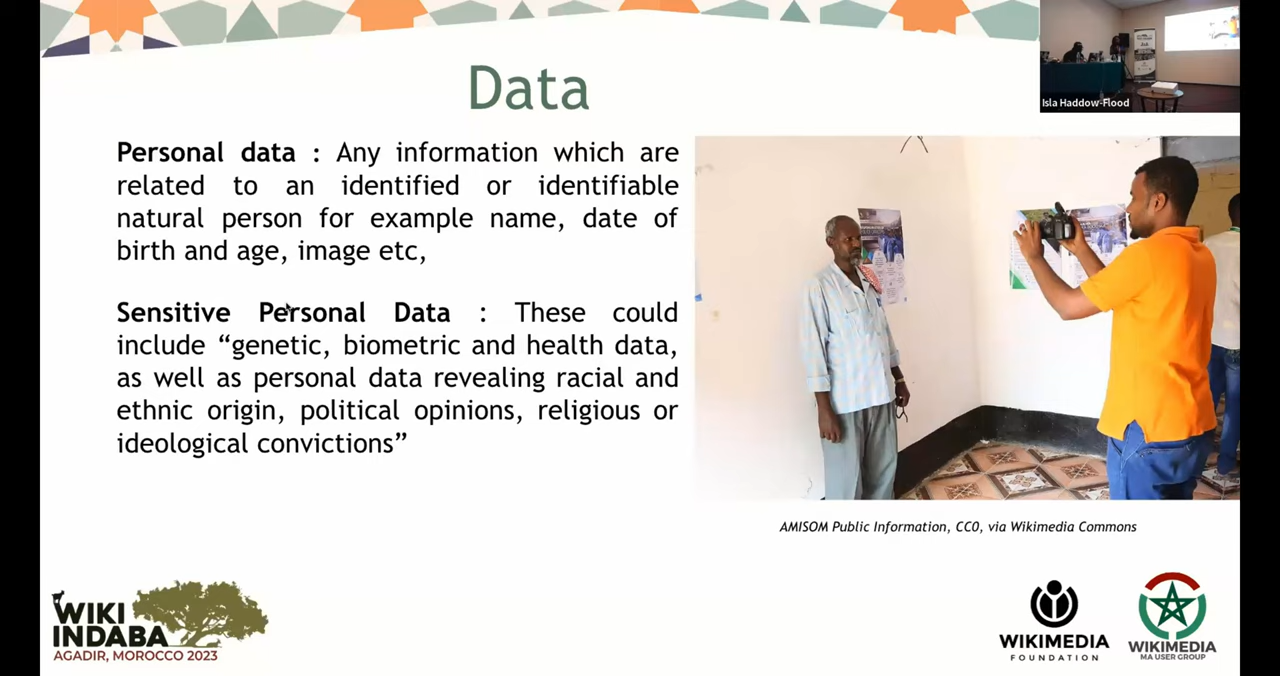 Data
Isla Haddow-Flood
Personal data : Any information which are
related to an identified or identifiable
natural person for example name, date of
birth and age, image etc,
Sensitive Personal Data : These could
include “genetic, biometric and health data,
as well as personal data revealing racial and
ethnic origin, political opinions, religious or
ideological convictions”
AMISOM Public Information, CC0, via Wikimedia Commons
WIKI
INDABA
AGADIR, MOROCCO 2023
WIKIMEDIA
FOUNDATION
WIKIMEDIA
MA USER GROUP